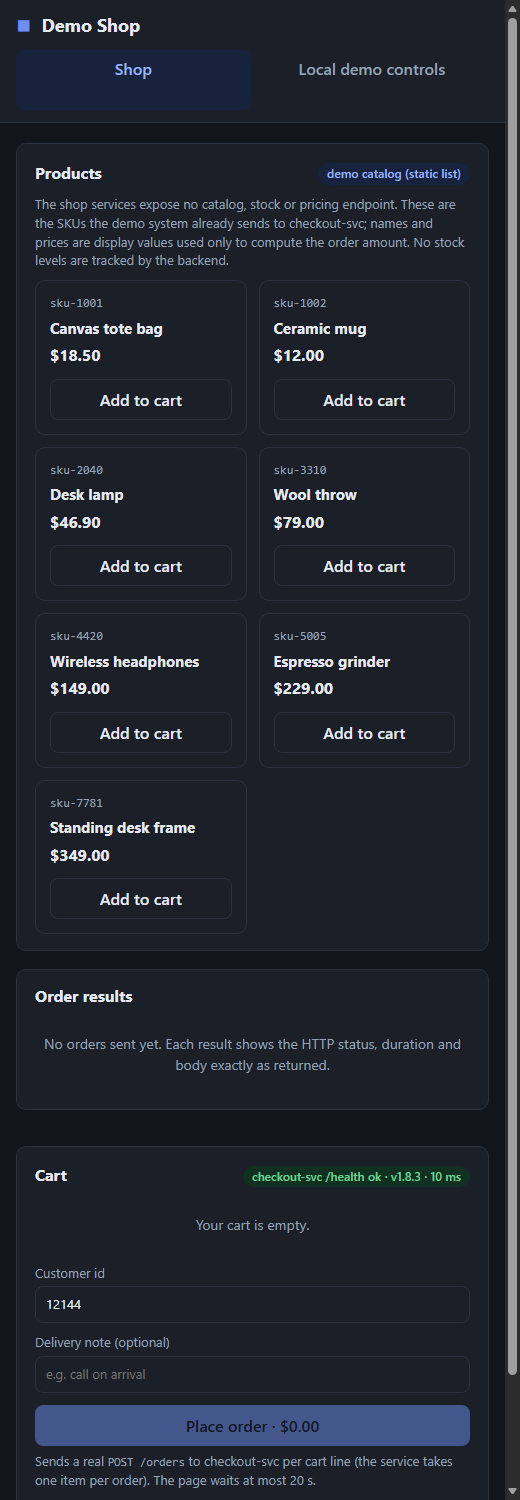 Demo Shop
Shop
Local demo controls
Products
demo catalog (static list)
The shop services expose no catalog, stock or pricing endpoint. These are
the SKUs the demo system already sends to checkout-svc; names and
prices are display values used only to compute the order amount. No stock
levels are tracked by the backend.
sku-1001
Canvas tote bag
$18.50
Add to cart
sku-1002
Ceramic mug
$12.00
Add to cart
sku-2040
Desk lamp
$46.90
Add to cart
sku-3310
Wool throw
$79.00
Add to cart
sku-4420
Wireless headphones
$149.00
Add to cart
sku-5005
Espresso grinder
$229.00
Add to cart
sku-7781
Standing desk frame
$349.00
Add to cart
Order results
No orders sent yet. Each result shows the HTTP status, duration and
body exactly as returned.
Cart
checkout-svc /health ok · v1.8.3 · 10 ms
Your cart is empty.
Customer id
12144
Delivery note (optional)
e.g. call on arrival
Place order · $0.00
Sends a real POST /orders to checkout-svc per cart line (the service takes
one item per order). The page waits at most 20 s.